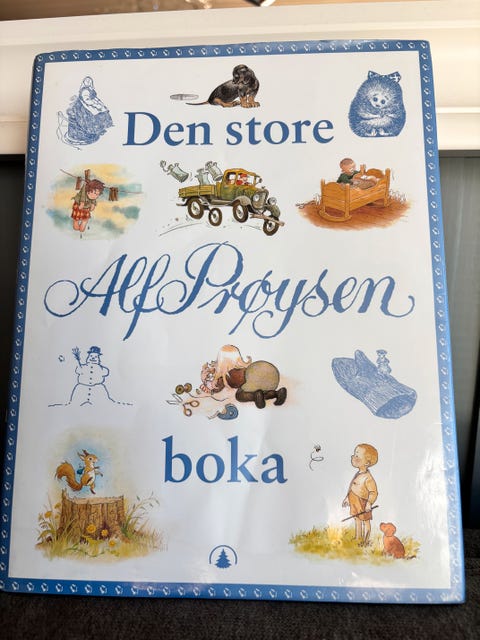 Den store
Alf Prøysen
boka